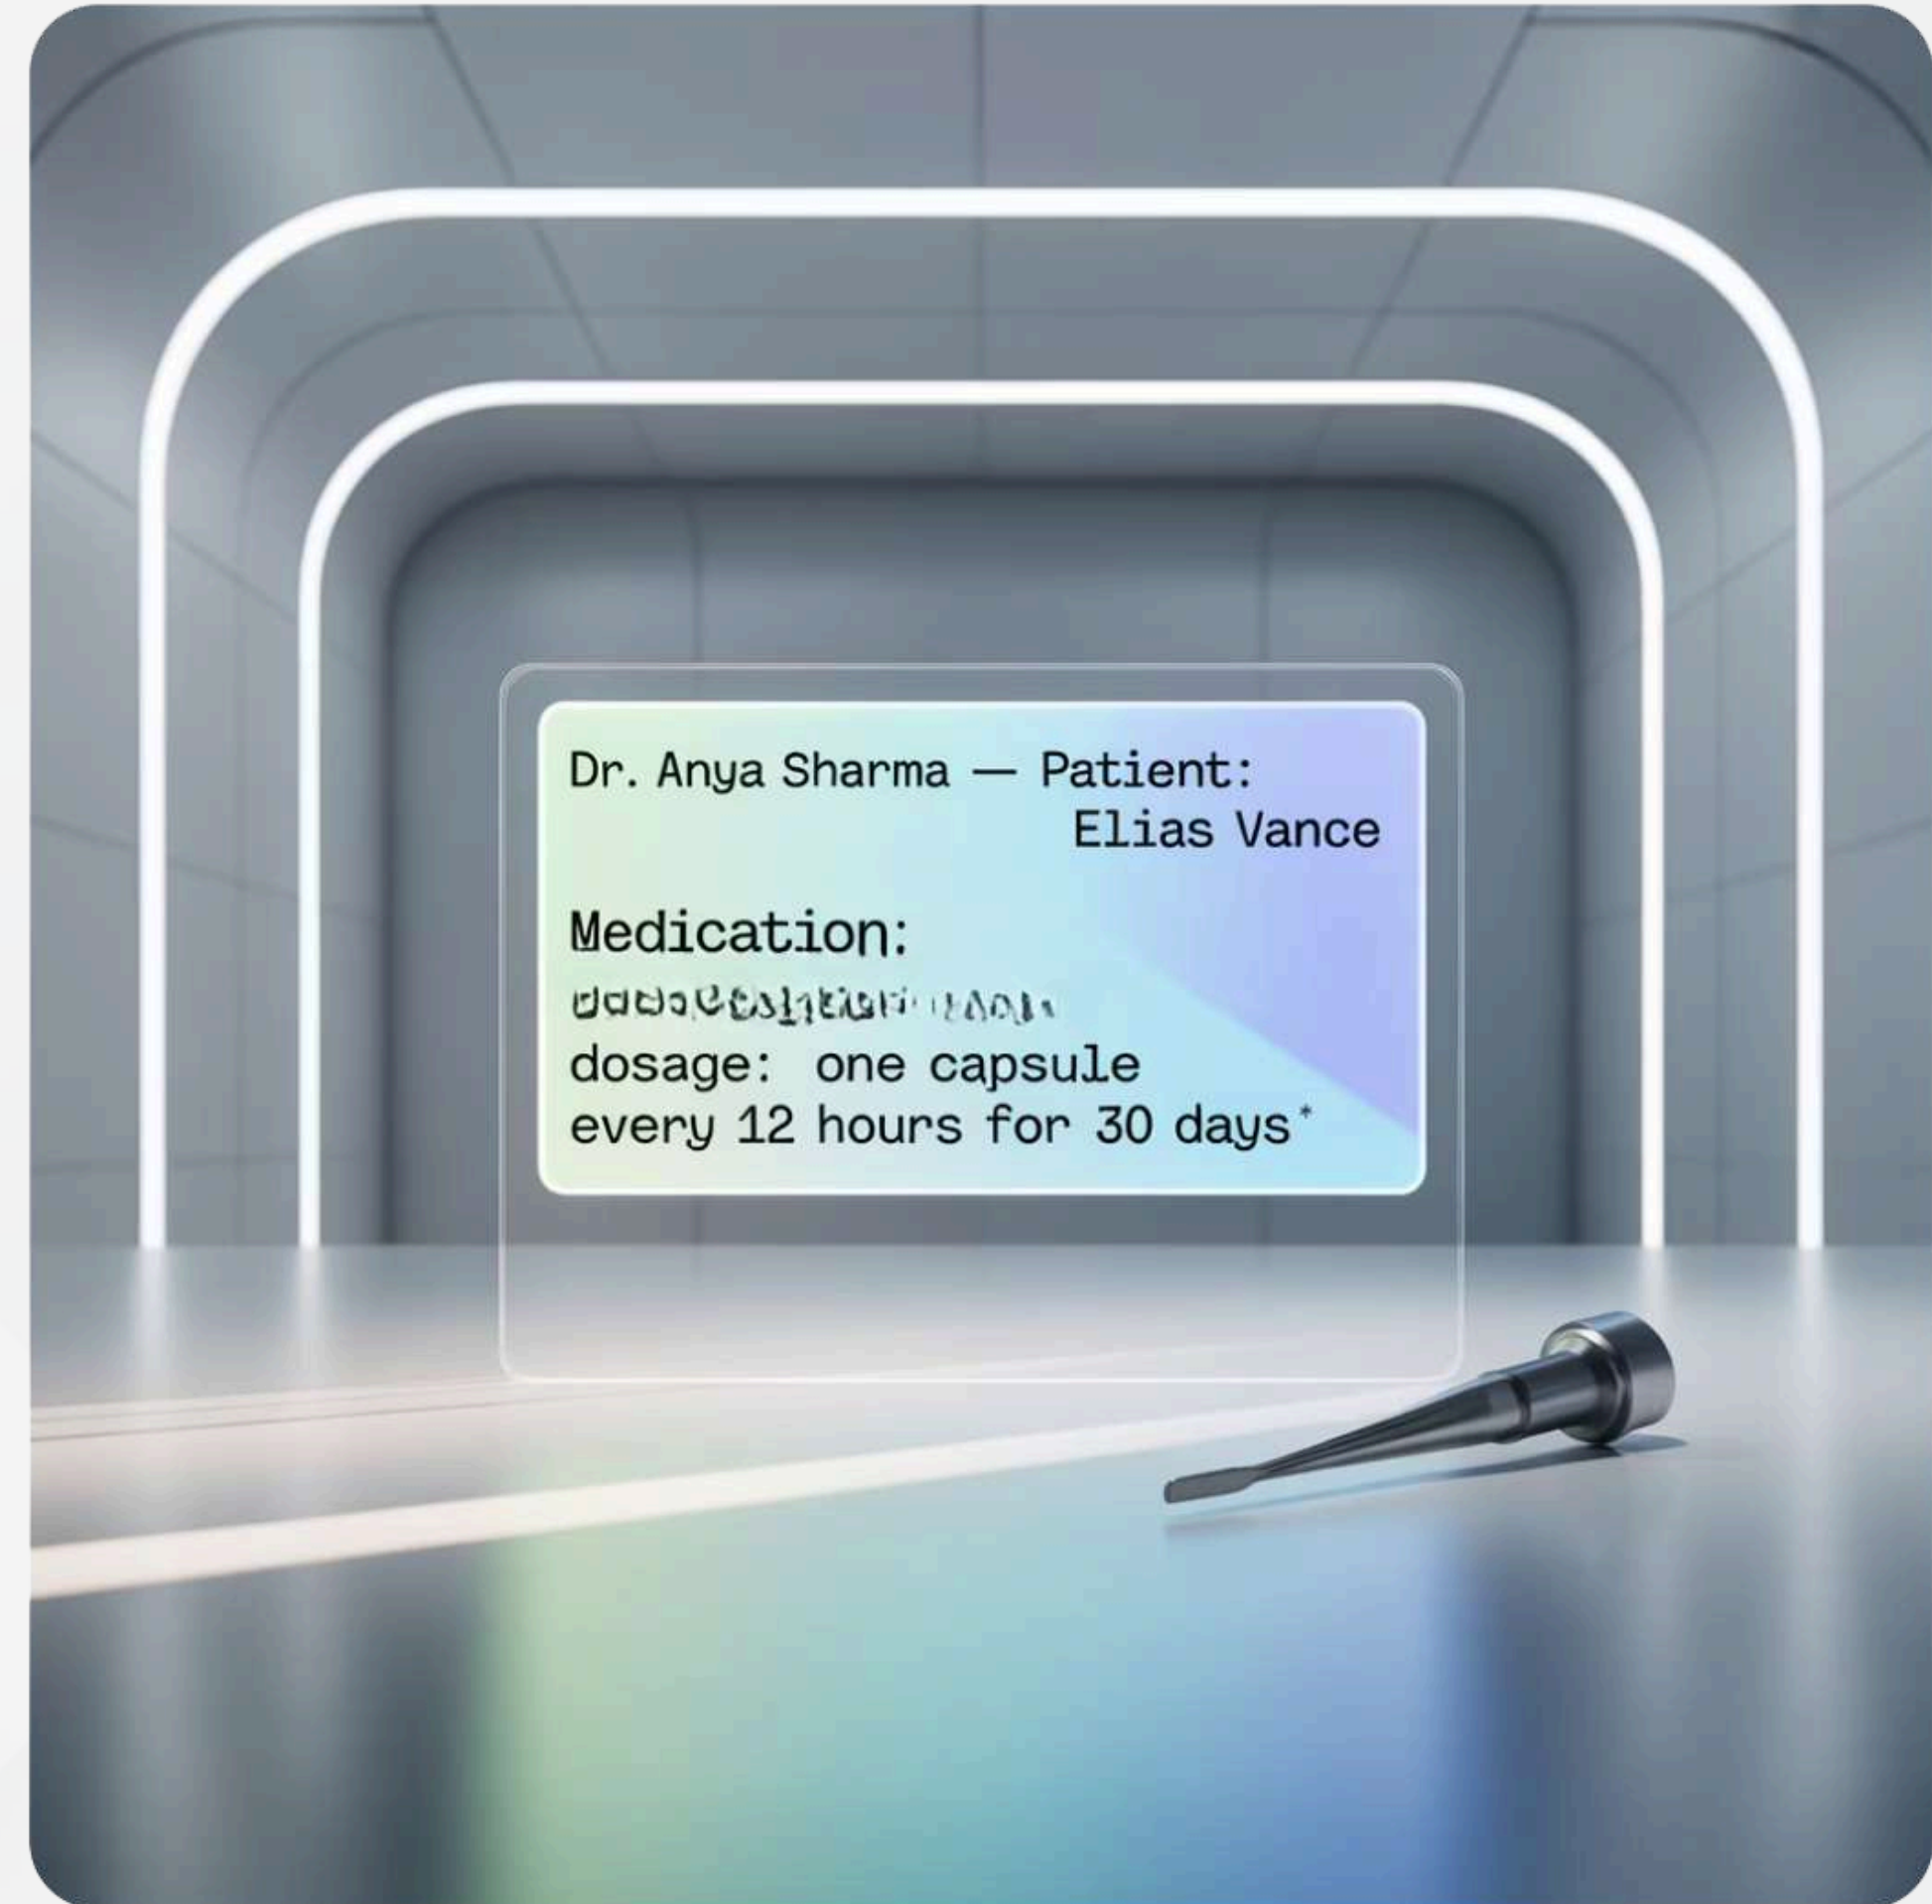 Dr. Anya Sharma — Patient:
Elias Vance
Medication:
dosage: one capsule
every 12 hours for 30 days*